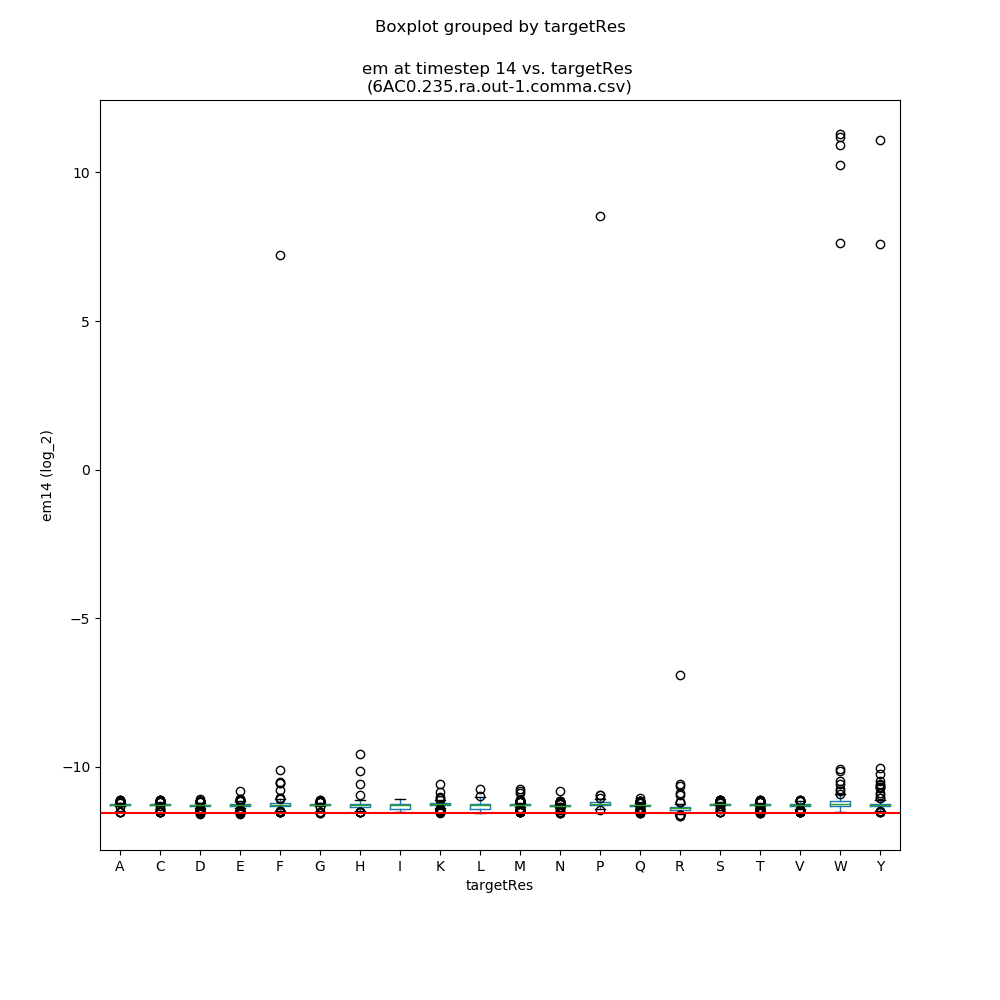 Boxplot grouped by targetRes
em at timestep 14 vs. targetRes
(6AC0.235.ra.out-1.comma.csv)
10
5
0
−5
−10
em14 (log_2)
A C D E F G H I K L M N P Q R S T V W Y
targetRes